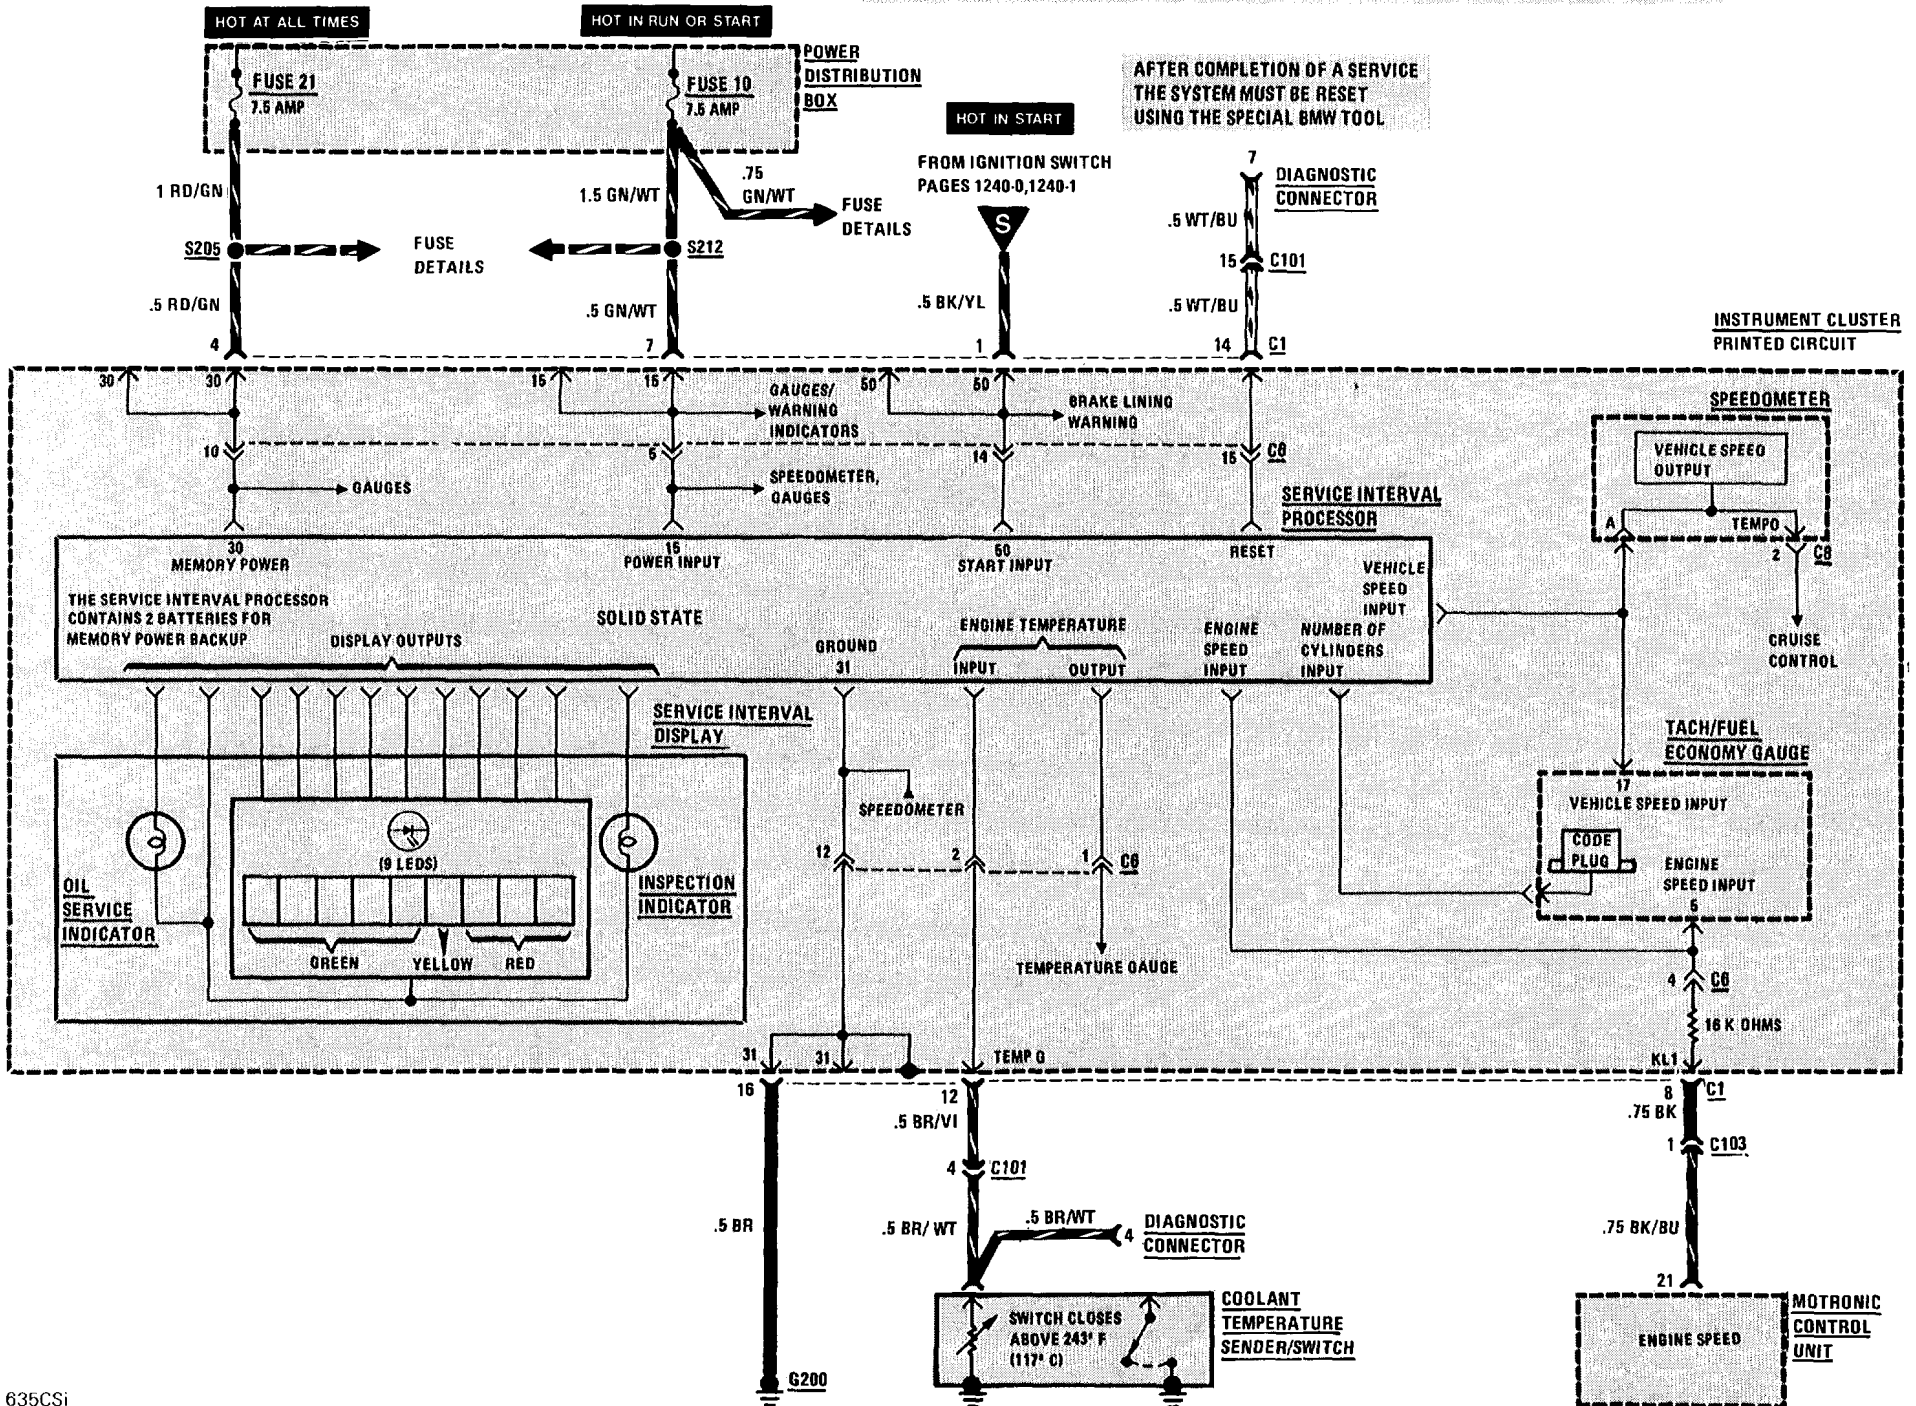 HOT AT ALL TIMES
HOT IN RUN OR START
POWER
DISTRIBUTION
BOX
FUSE 21
7.5 AMP
FUSE 10
7.5 AMP
AFTER COMPLETION OF A SERVICE
THE SYSTEM MUST BE RESET
USING THE SPECIAL BMW TOOL
HOT IN START
FROM IGNITION SWITCH
PAGES 1240-0,1240-1
S
7
DIAGNOSTIC
CONNECTOR
1 RD/GN
1.5 GN/WT
.75
GN/WT
FUSE
DETAILS
.5 WT/BU
S205
FUSE
DETAILS
S212
15
C101
.5 RD/GN
.5 GN/WT
.5 BK/YL
.5 WT/BU
4
7
1
14
C1
INSTRUMENT CLUSTER
PRINTED CIRCUIT
30
30
15
15
50
50
GAUGES/
WARNING
INDICATORS
BRAKE LINING
WARNING
10
5
14
15
C6
GAUGES
SPEEDOMETER,
GAUGES
SERVICE INTERVAL
PROCESSOR
SPEEDOMETER
VEHICLE SPEED
OUTPUT
A
TEMPO
2
C8
CRUISE
CONTROL
30
MEMORY POWER
15
POWER INPUT
50
START INPUT
RESET
VEHICLE
SPEED
INPUT
THE SERVICE INTERVAL PROCESSOR
CONTAINS 2 BATTERIES FOR
MEMORY POWER BACKUP
DISPLAY OUTPUTS
SOLID STATE
GROUND
31
ENGINE TEMPERATURE
INPUT
OUTPUT
ENGINE
SPEED
INPUT
NUMBER OF
CYLINDERS
INPUT
SERVICE INTERVAL
DISPLAY
TACH/FUEL
ECONOMY GAUGE
17
VEHICLE SPEED INPUT
CODE
PLUG
ENGINE
SPEED INPUT
5
SPEEDOMETER
12
2
1
C6
(9 LEDS)
OIL
SERVICE
INDICATOR
INSPECTION
INDICATOR
GREEN
YELLOW
RED
TEMPERATURE GAUGE
4
C6
16 K OHMS
31
31
TEMP G
KL1
16
12
8
C1
.5 BR/VI
.75 BK
4
C101
1
C103
.5 BR
.5 BR/WT
.5 BR/WT
4
DIAGNOSTIC
CONNECTOR
.75 BK/BU
21
SWITCH CLOSES
ABOVE 243° F
(117° C)
COOLANT
TEMPERATURE
SENDER/SWITCH
ENGINE SPEED
MOTRONIC
CONTROL
UNIT
G200
635CSi